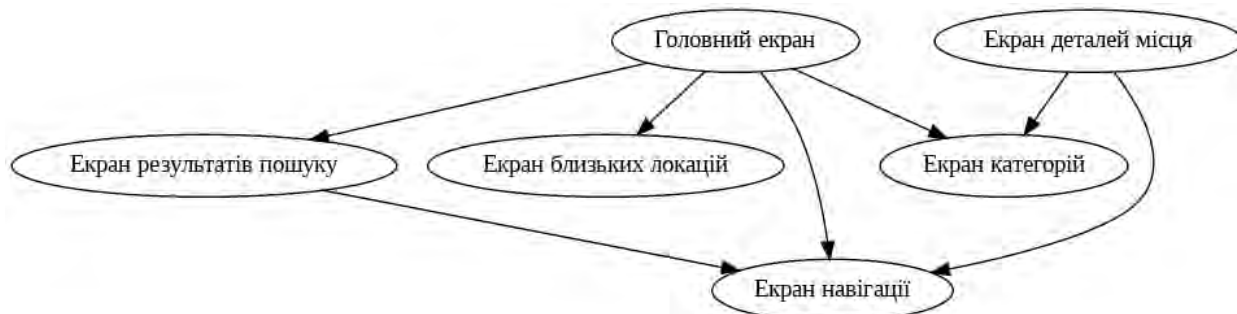 Головний екран
Екран деталей місця
Екран результатів пошуку
Екран близьких локацій
Екран категорій
Екран навігації